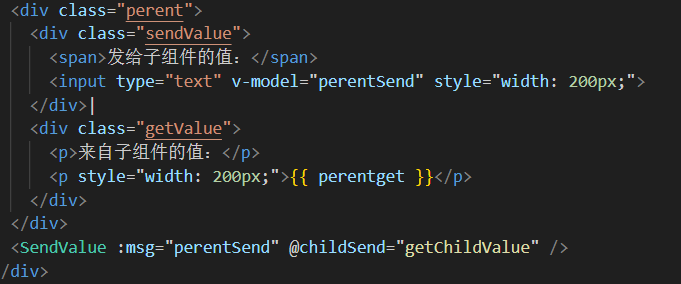 <div class="perent">
<div class="sendValue">
<span>发给子组件的值：</span>
<input type="text" v-model="perentSend" style="width: 200px;">
</div>
<div class="getValue">
<p>来自子组件的值：</p>
<p style="width: 200px;">{{ perentget }}</p>
</div>
</div>
<SendValue :msg="perentSend" @childSend="getChildValue" />
/div>